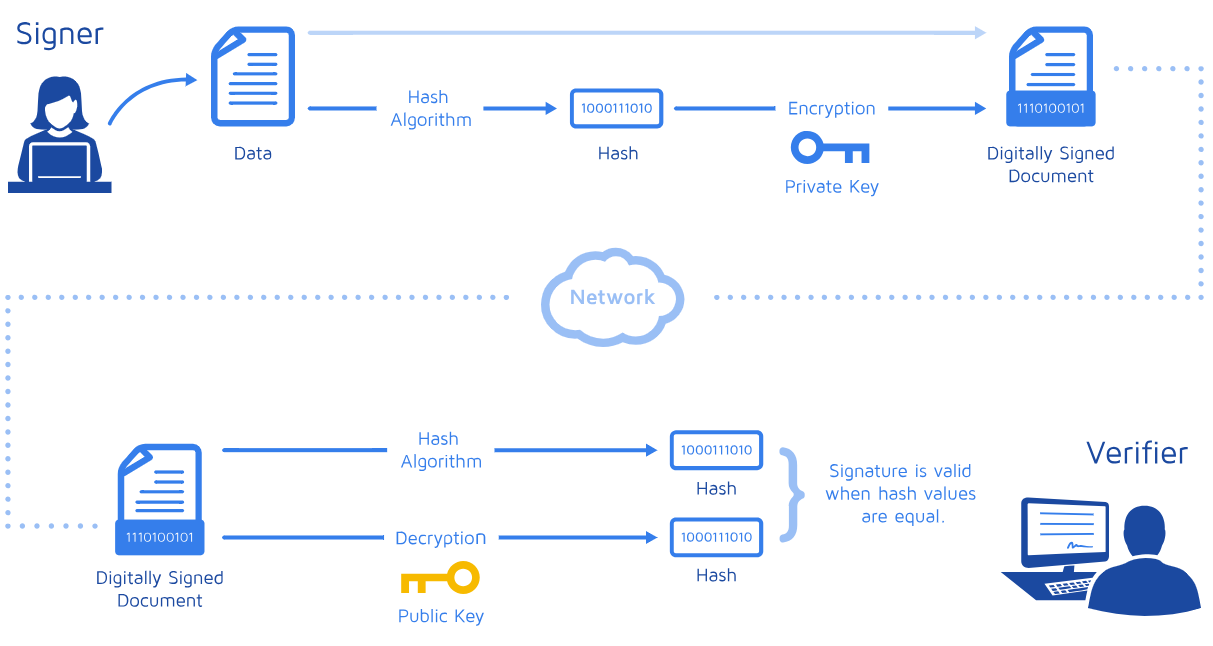 Signer
Hash
Algorithm
1000111010
Encryption
1110100101
Data
Hash
Private Key
Digitally Signed
Document
Network
Hash
Algorithm
1000111010
Hash
1110100101
Decryption
1000111010
Hash
Digitally Signed
Document
Public Key
Signature is valid
when hash values
are equal.
Verifier